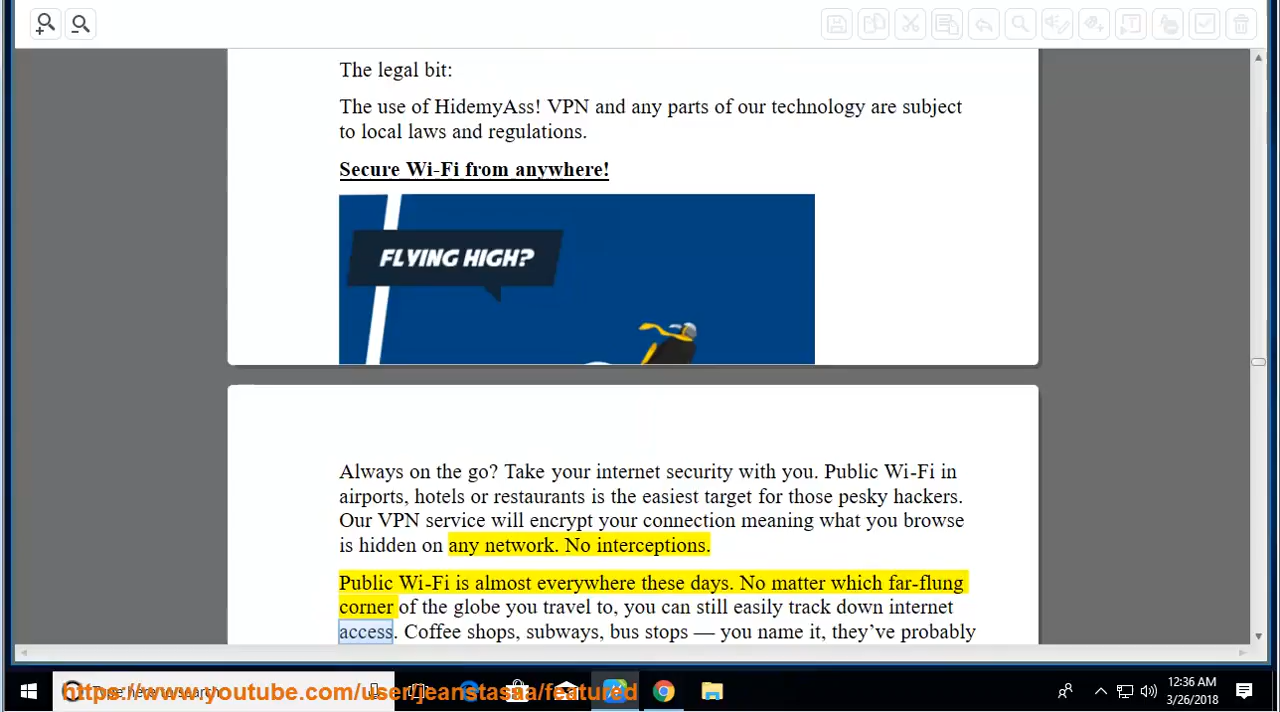 The legal bit:
The use of HidemyAss! VPN and any parts of our technology are subject
to local laws and regulations.
Secure Wi-Fi from anywhere!
FLYING HIGH?
Always on the go? Take your internet security with you. Public Wi-Fi in
airports, hotels or restaurants is the easiest target for those pesky hackers.
Our VPN service will encrypt your connection meaning what you browse
is hidden on any network. No interceptions.
Public Wi-Fi is almost everywhere these days. No matter which far-flung
corner of the globe you travel to, you can still easily track down internet
access. Coffee shops, subways, bus stops — you name it, they’ve probably
Type here to search
https://www.youtube.com/user/jeanstassa/featured
12:36 AM
3/26/2018